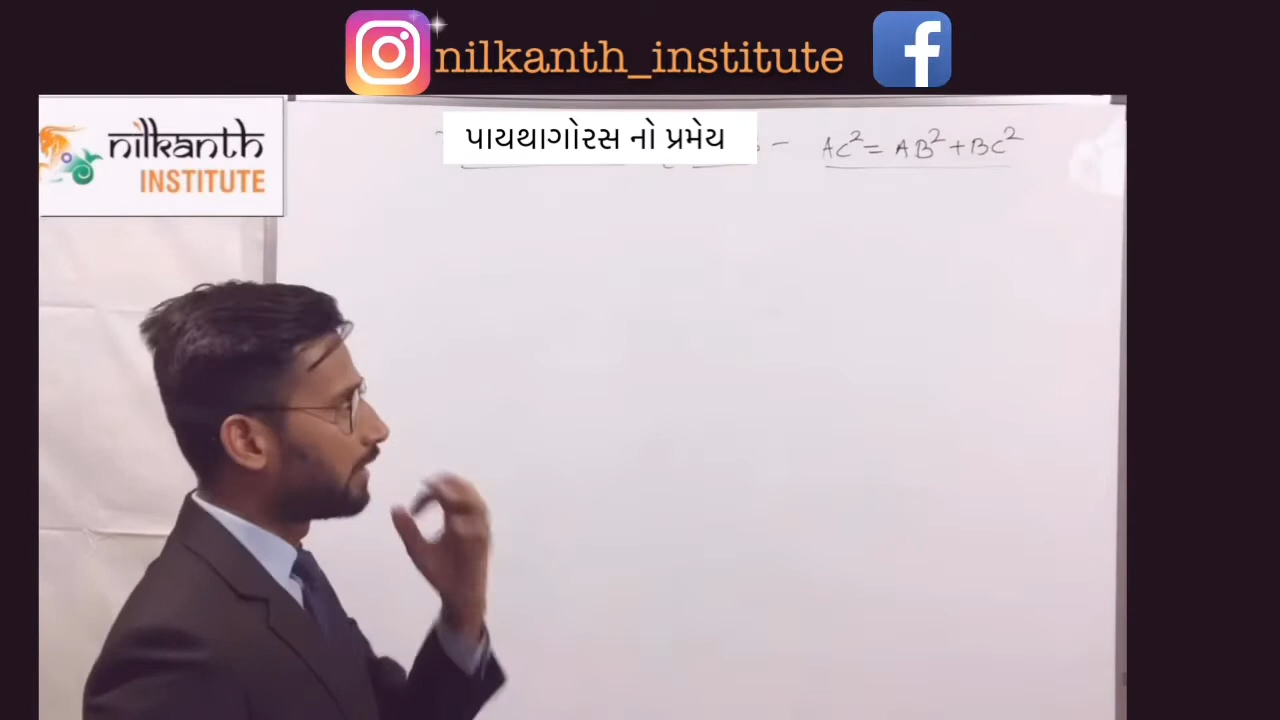 nilkanth_institute
nilkanth
INSTITUTE
પાયથાગોરસ નો પ્રમેય - AC²= AB²+BC²